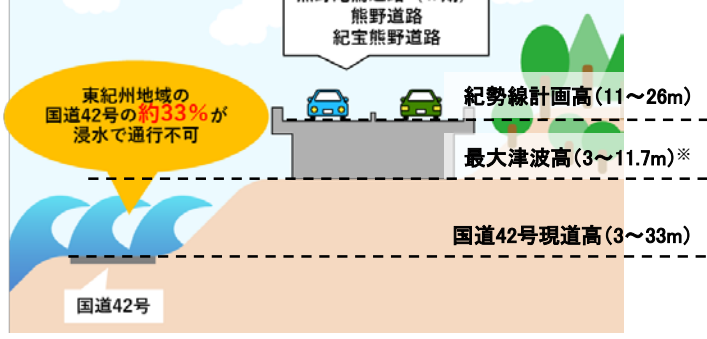 熊野道路
紀宝熊野道路
東紀州地域の
国道42号の約33%が
浸水で通行不可
紀勢線計画高(11～26m)
最大津波高(3～11.7m)※
国道42号現道高(3～33m)
国道42号